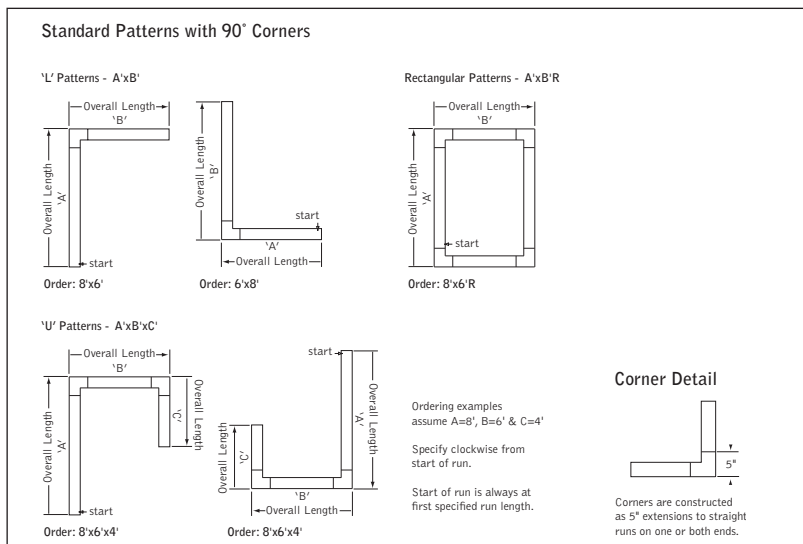 Standard Patterns with 90° Corners
‘L’ Patterns - A'xB'
Overall Length
‘B’
Overall Length
‘A’
start
Order: 8'x6'
Overall Length
‘B’
start
‘A’
Overall Length
Order: 6'x8'
Rectangular Patterns - A'xB'R
Overall Length
‘B’
Overall Length
‘A’
start
Order: 8'x6'R
‘U’ Patterns - A'xB'xC'
Overall Length
‘B’
Overall Length
‘A’
‘C’
Overall Length
start
Order: 8'x6'x4'
start
Overall Length
‘A’
Overall Length
‘C’
‘B’
Overall Length
Order: 8'x6'x4'
Ordering examples
assume A=8', B=6' & C=4'
Specify clockwise from
start of run.
Start of run is always at
first specified run length.
Corner Detail
5"
Corners are constructed
as 5" extensions to straight
runs on one or both ends.